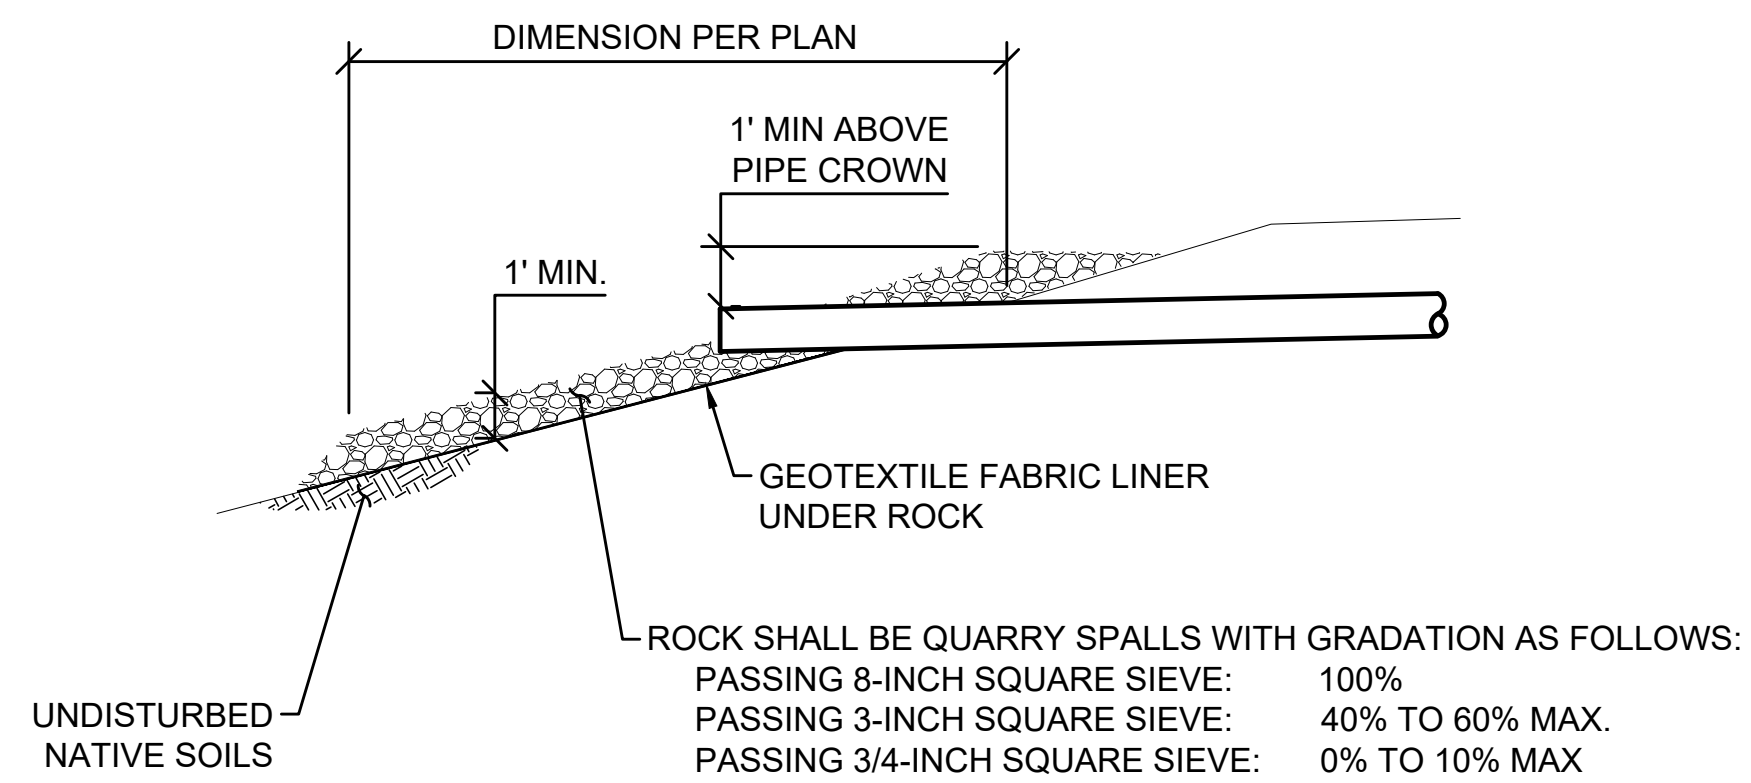 DIMENSION PER PLAN
1' MIN ABOVE
PIPE CROWN
1' MIN.
GEOTEXTILE FABRIC LINER
UNDER ROCK
ROCK SHALL BE QUARRY SPALLS WITH GRADATION AS FOLLOWS:
PASSING 8-INCH SQUARE SIEVE: 100%
PASSING 3-INCH SQUARE SIEVE: 40% TO 60% MAX.
PASSING 3/4-INCH SQUARE SIEVE: 0% TO 10% MAX
UNDISTURBED
NATIVE SOILS